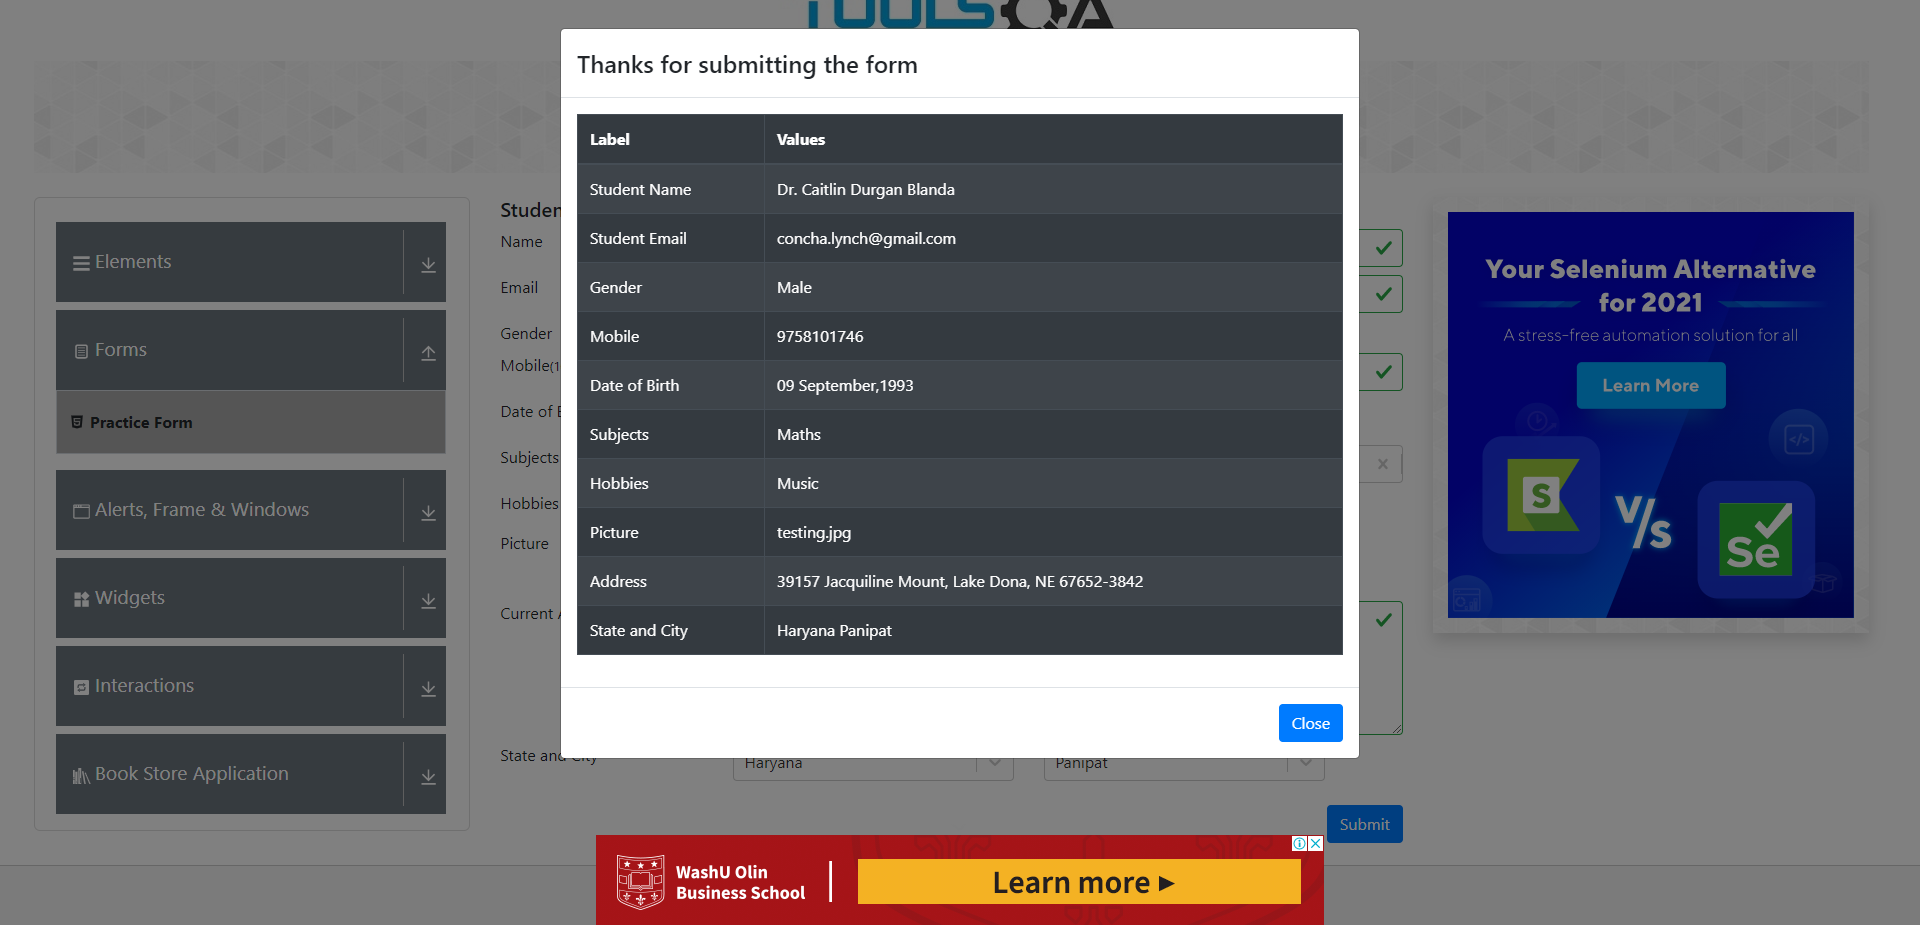 TOOLSQA
Thanks for submitting the form
Label Values
Student Name Dr. Caitlin Durgan Blanda
Student Email concha.lynch@gmail.com
Gender Male
Mobile 9758101746
Date of Birth 09 September,1993
Subjects Maths
Hobbies Music
Picture testing.jpg
Address 39157 Jacquiline Mount, Lake Dona, NE 67652-3842
State and City Haryana Panipat
Close
Elements
Forms
Practice Form
Alerts, Frame & Windows
Widgets
Interactions
Book Store Application
Studen
Name
Email
Gender
Mobile(1
Date of B
Subjects
Hobbies
Picture
Current A
State and City Haryana Panipat
Submit
Your Selenium Alternative
for 2021
A stress-free automation solution for all
Learn More
S
V/s
Se
WashU Olin
Business School
Learn more ►